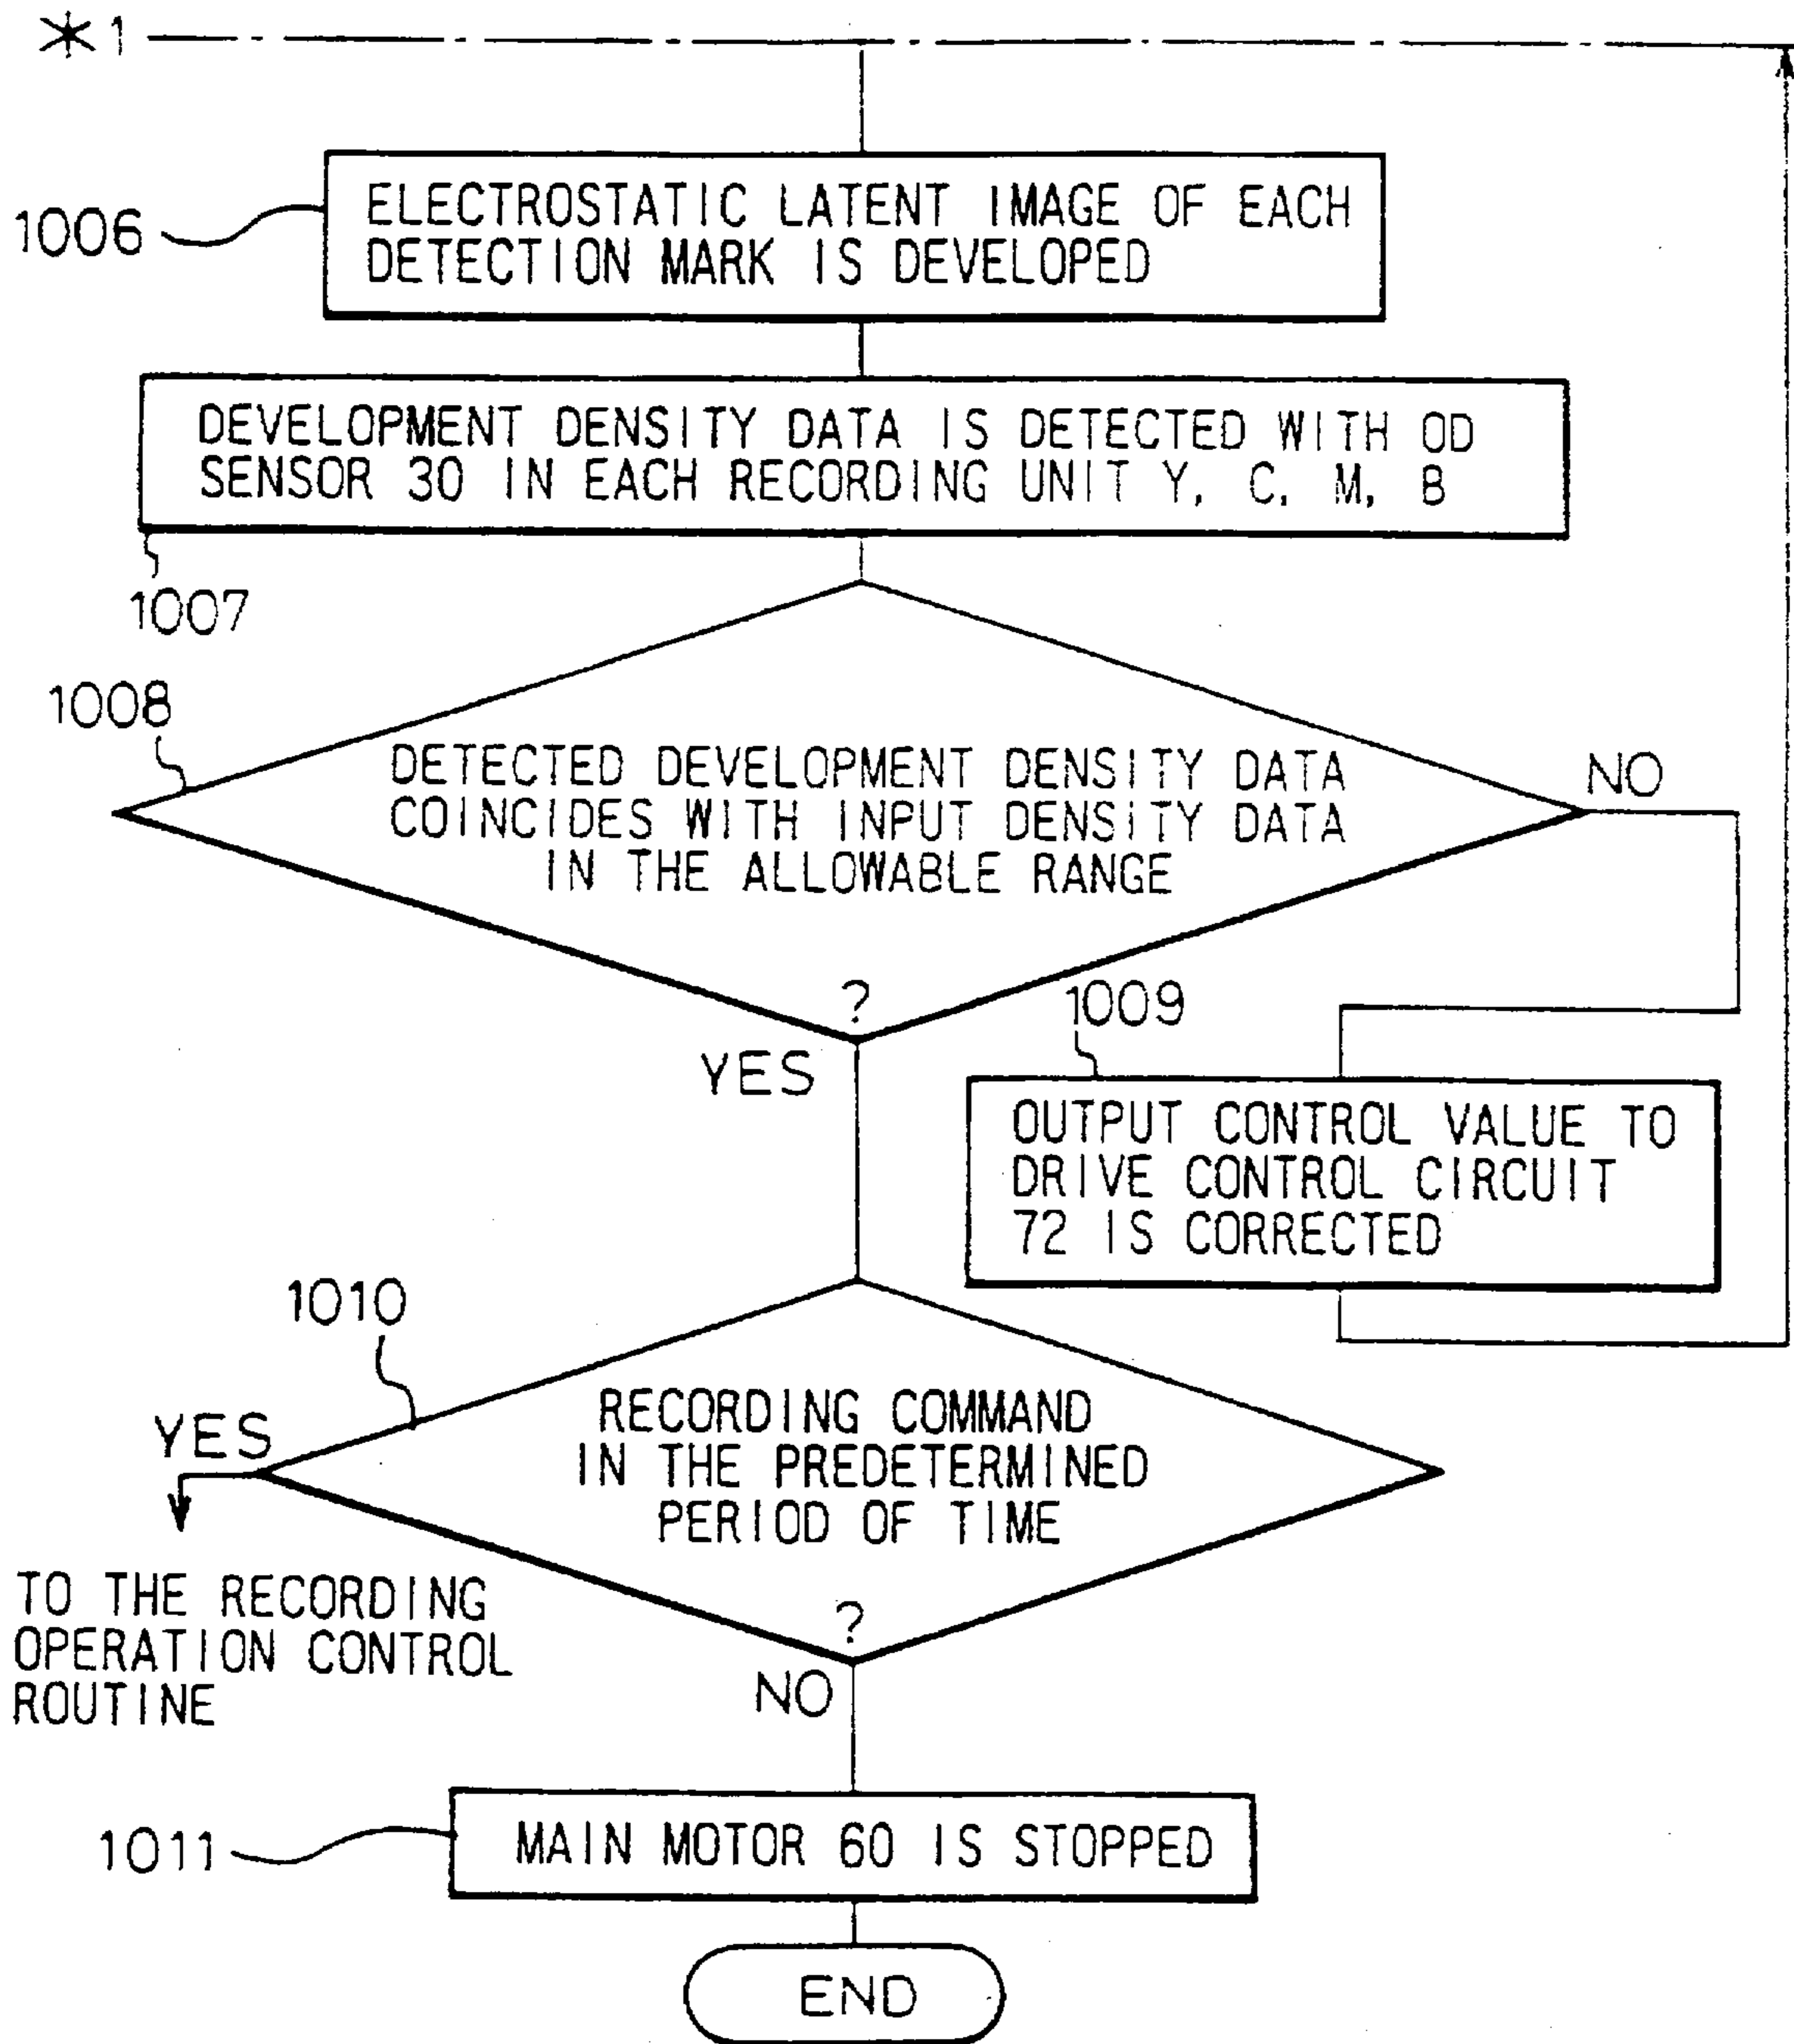 *1
1006
ELECTROSTATIC LATENT IMAGE OF EACH
DETECTION MARK IS DEVELOPED
DEVELOPMENT DENSITY DATA IS DETECTED WITH OD
SENSOR 30 IN EACH RECORDING UNIT Y, C, M, B
1007
1008
DETECTED DEVELOPMENT DENSITY DATA
COINCIDES WITH INPUT DENSITY DATA
IN THE ALLOWABLE RANGE
?
NO
YES
1009
OUTPUT CONTROL VALUE TO
DRIVE CONTROL CIRCUIT
72 IS CORRECTED
1010
YES
RECORDING COMMAND
IN THE PREDETERMINED
PERIOD OF TIME
?
TO THE RECORDING
OPERATION CONTROL
ROUTINE
NO
1011
MAIN MOTOR 60 IS STOPPED
END